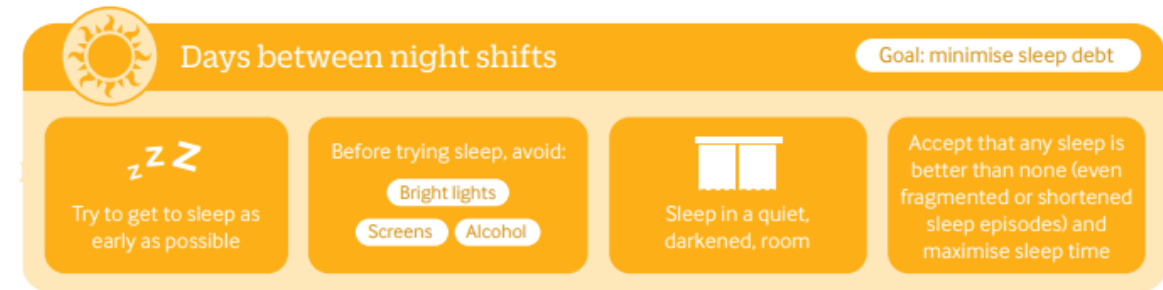 Days between night shifts
Goal: minimise sleep debt
z z Z
Try to get to sleep as
early as possible
Before trying sleep, avoid:
Bright lights
Screens
Alcohol
Sleep in a quiet,
darkened, room
Accept that any sleep is
better than none (even
fragmented or shortened
sleep episodes) and
maximise sleep time